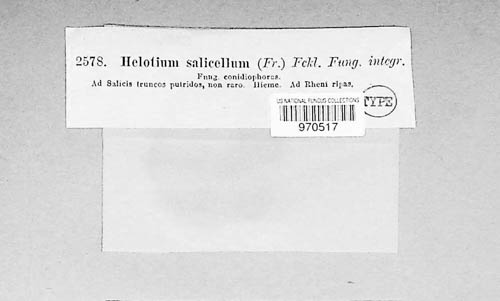 2578. Helotium salicellum (Fr.) Fckl. Fung. integr.
Fung. conidiophorus.
Ad Salicis truncos putridos, non raro. Hieme. Ad Rheni ripas.
US NATIONAL FUNGUS COLLECTIONS
970517
TYPE